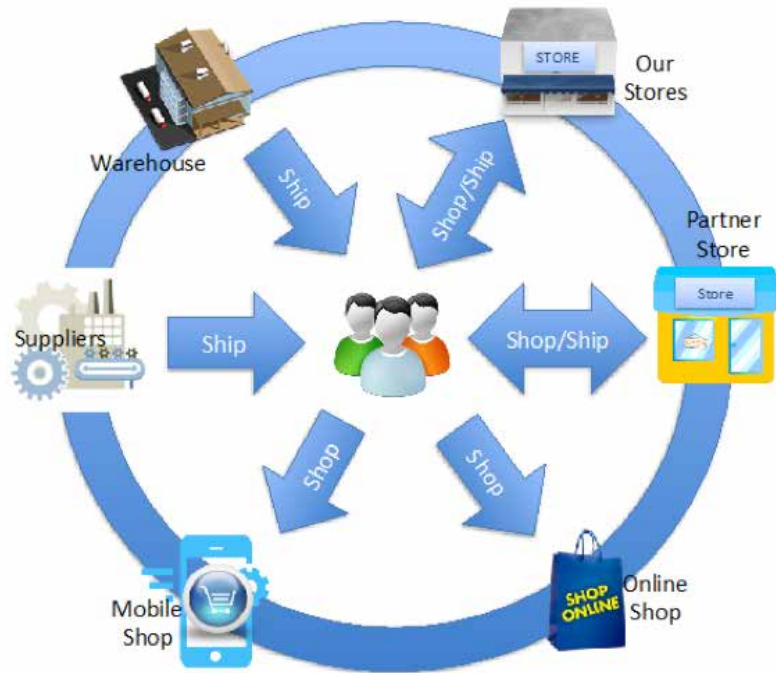 STORE
Our
Stores
Warehouse
Ship
Shop/Ship
Partner
Store
Store
Suppliers
Ship
Shop/Ship
Shop
Shop
Mobile
Shop
SHOP
ONLINE
Online
Shop